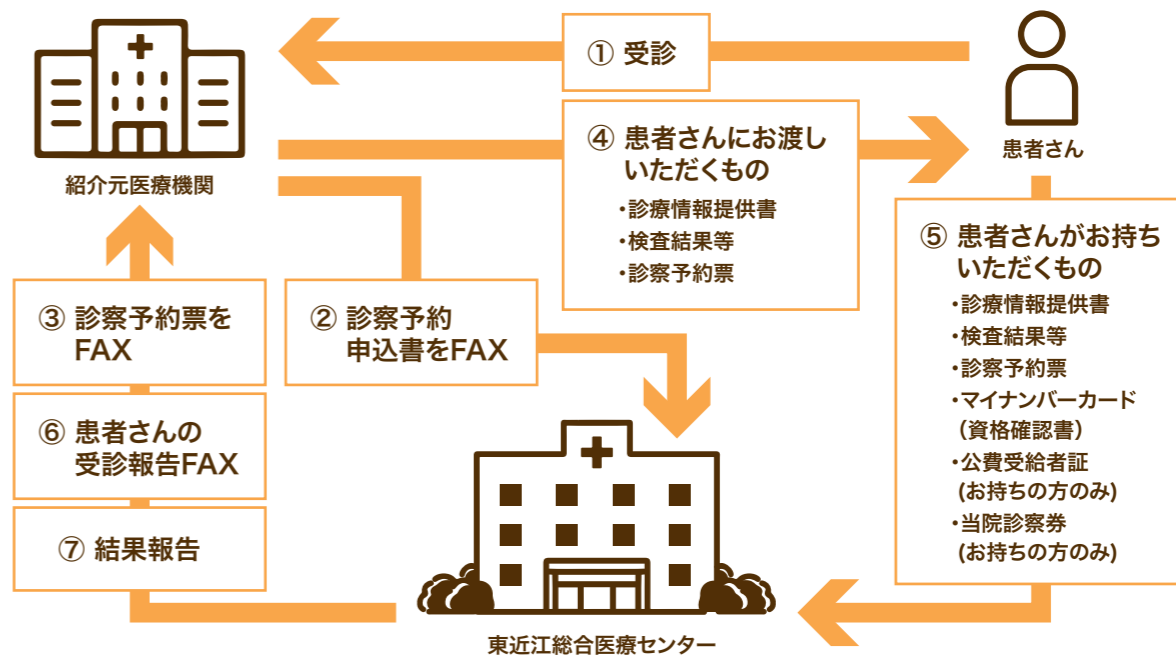 ① 受診
紹介元医療機関
患者さん
④ 患者さんにお渡し
いただくもの
・診療情報提供書
・検査結果等
・診察予約票
⑤ 患者さんがお持ち
いただくもの
・診療情報提供書
・検査結果等
・診察予約票
・マイナンバーカード
（資格確認書）
・公費受給者証
(お持ちの方のみ)
・当院診察券
(お持ちの方のみ)
③ 診察予約票を
FAX
② 診察予約
申込書をFAX
⑥ 患者さんの
受診報告FAX
⑦ 結果報告
東近江総合医療センター